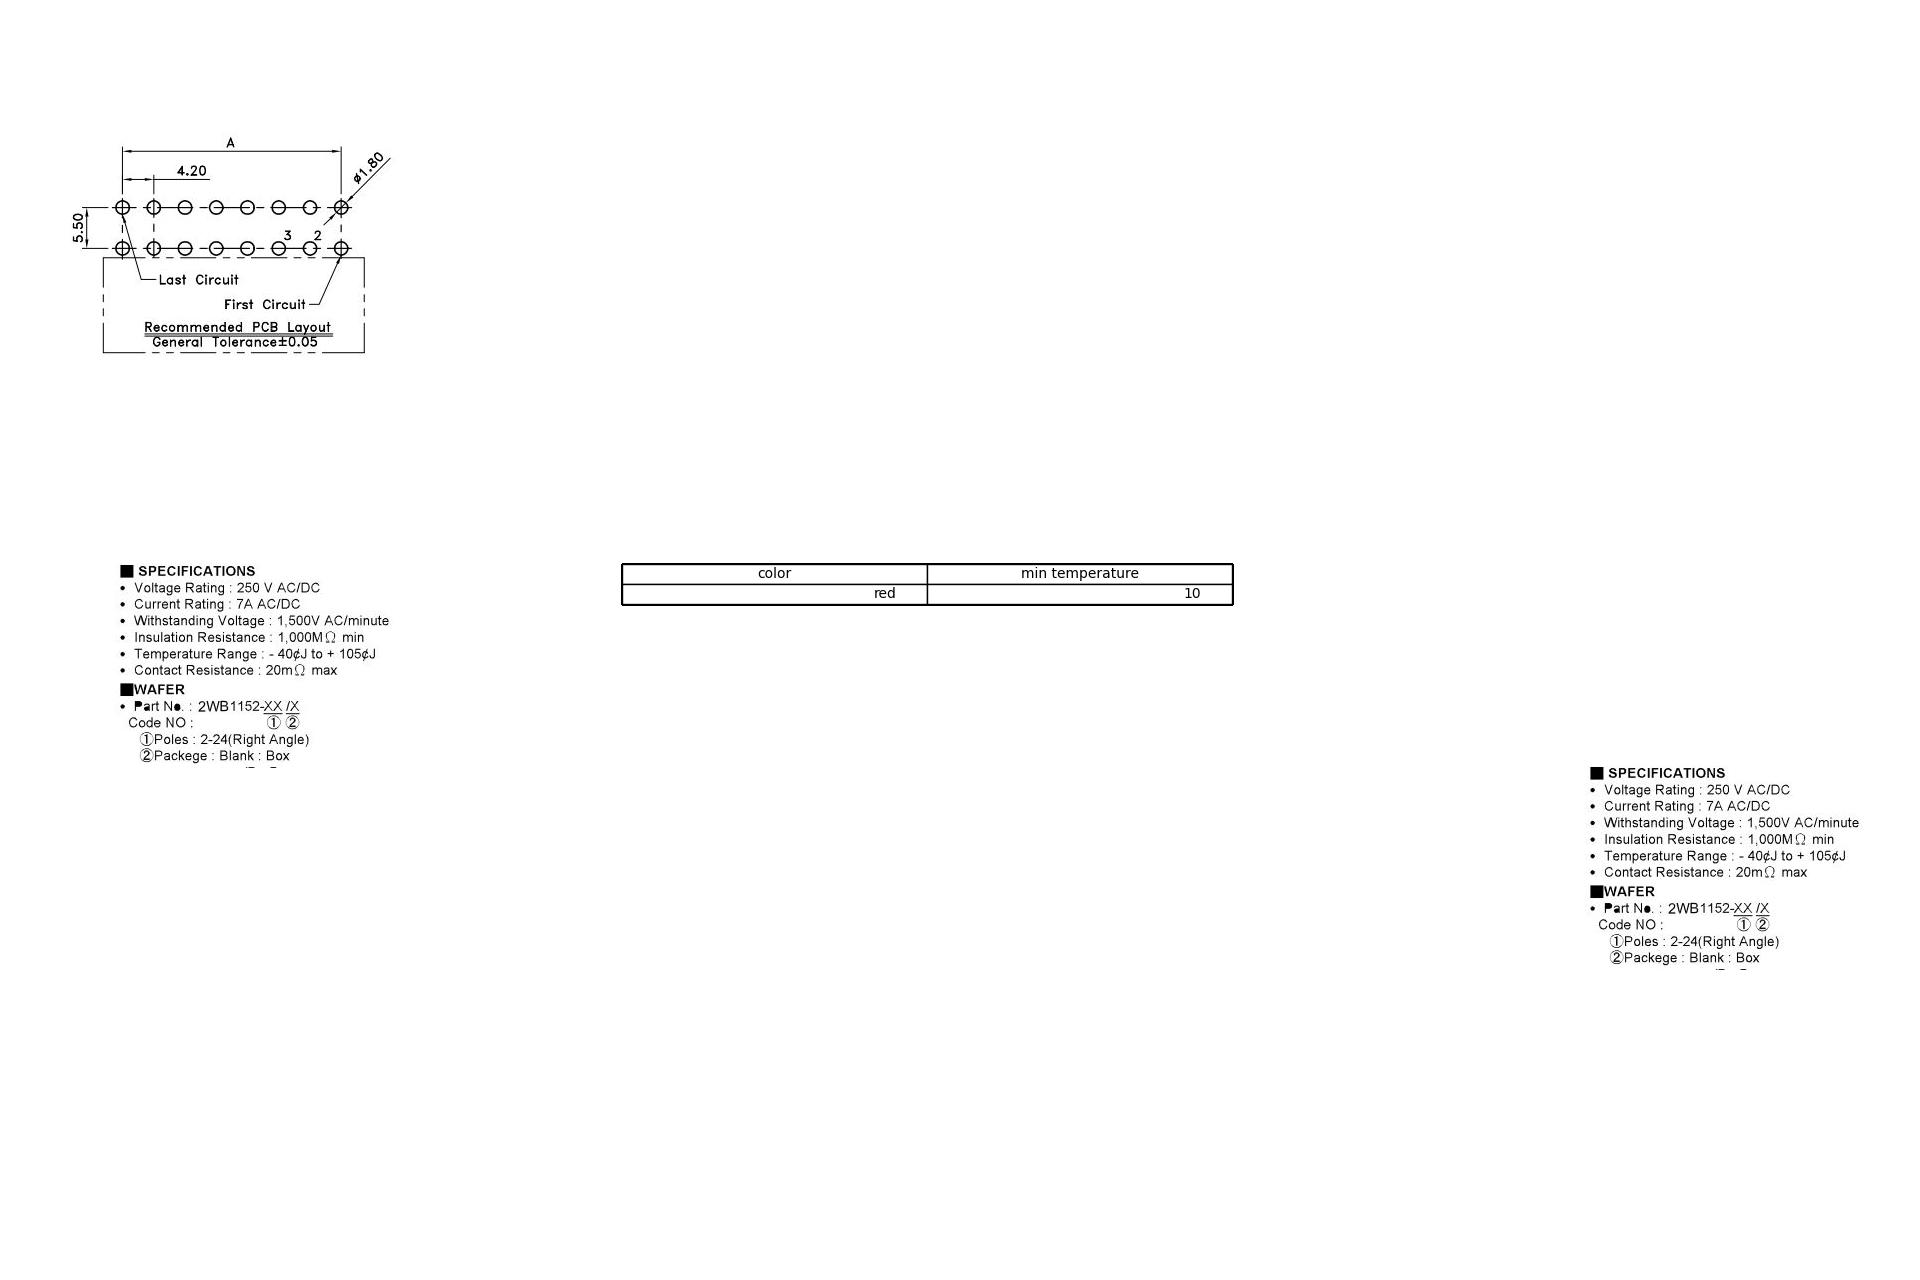 A
4.20
ø1.80
5.50
3 2
Last Circuit
First Circuit
Recommended PCB Layout
General Tolerance±0.05
■ SPECIFICATIONS
• Voltage Rating : 250 V AC/DC
• Current Rating : 7A AC/DC
• Withstanding Voltage : 1,500V AC/minute
• Insulation Resistance : 1,000MΩ min
• Temperature Range : - 40¢J to + 105¢J
• Contact Resistance : 20mΩ max
■WAFER
• Part No. : 2WB1152-XX /X
Code NO : ① ②
①Poles : 2-24(Right Angle)
②Packege : Blank : Box
color min temperature
red 10
■ SPECIFICATIONS
• Voltage Rating : 250 V AC/DC
• Current Rating : 7A AC/DC
• Withstanding Voltage : 1,500V AC/minute
• Insulation Resistance : 1,000MΩ min
• Temperature Range : - 40¢J to + 105¢J
• Contact Resistance : 20mΩ max
■WAFER
• Part No. : 2WB1152-XX /X
Code NO : ① ②
①Poles : 2-24(Right Angle)
②Packege : Blank : Box